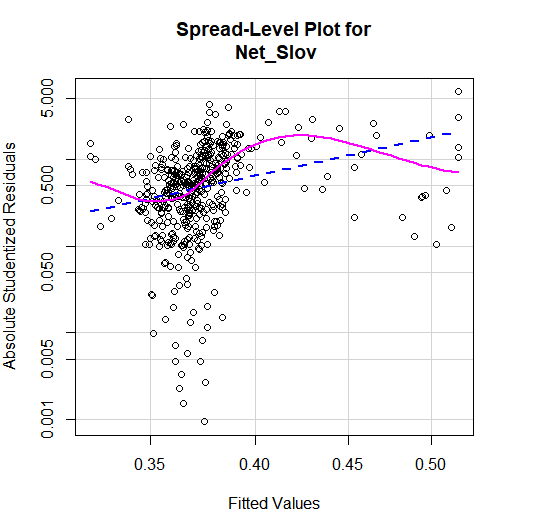 Spread-Level Plot for
Net_Slov
Absolute Studentized Residuals
5.000
0.500
0.050
0.005
0.001
0.35
0.40
0.45
0.50
Fitted Values